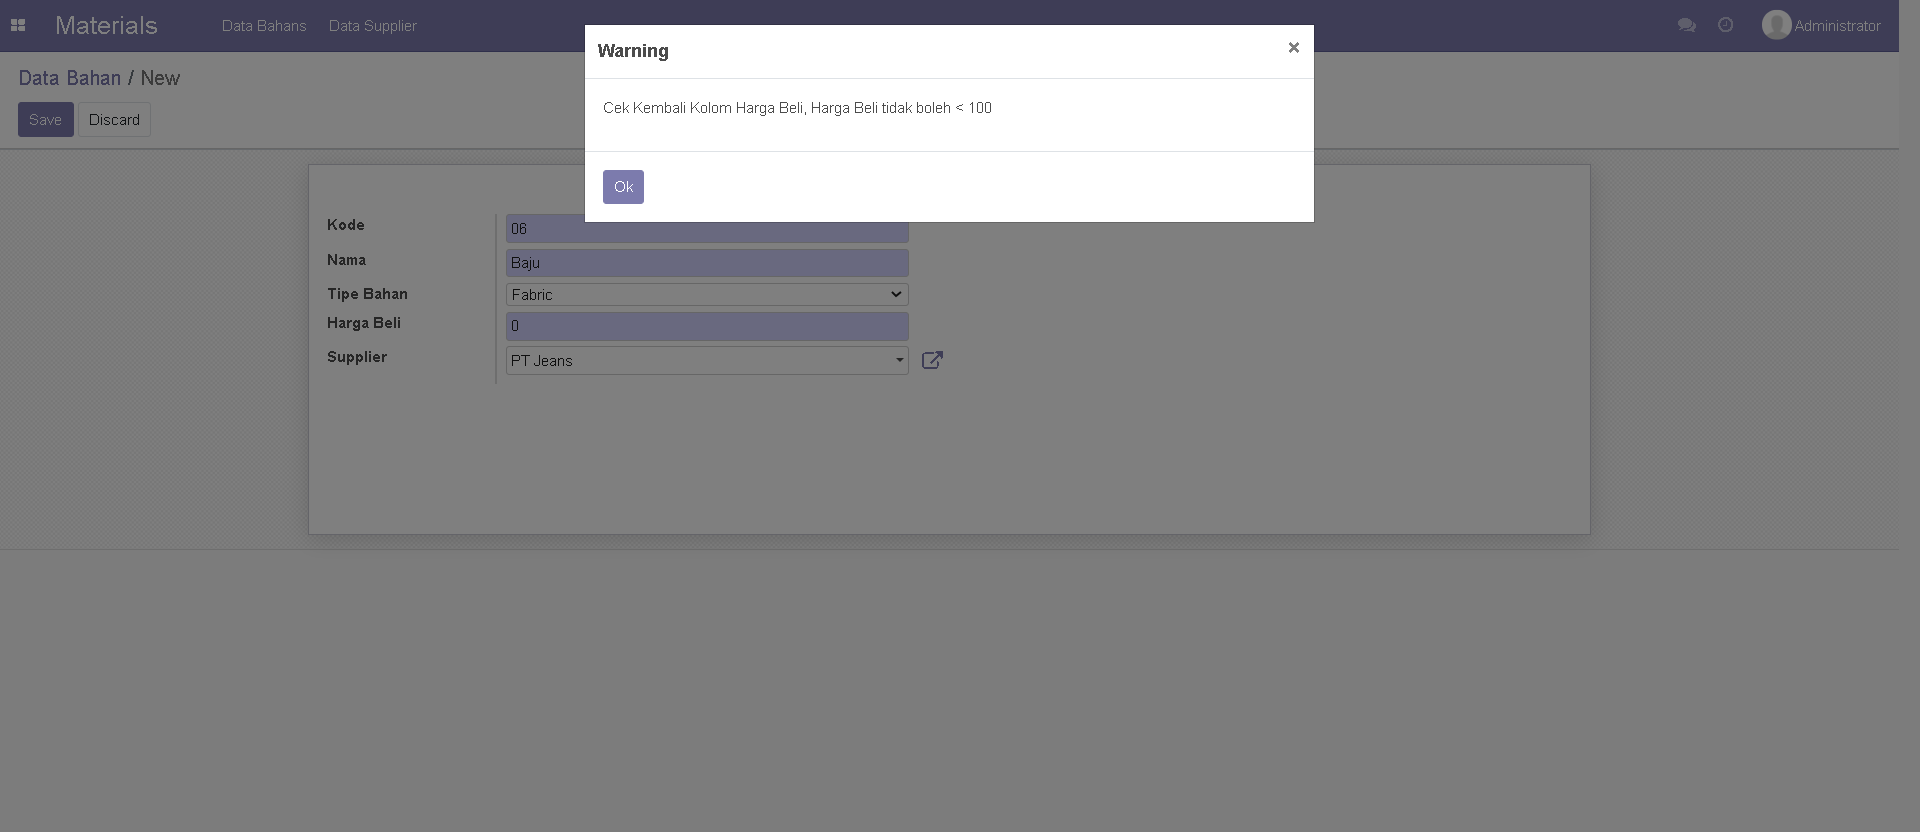 Materials Data Bahans Data Supplier Administrator
Warning ×
Data Bahan / New
Cek Kembali Kolom Harga Beli, Harga Beli tidak boleh < 100
Save Discard
Ok
Kode 06
Nama Baju
Tipe Bahan Fabric
Harga Beli 0
Supplier PT Jeans